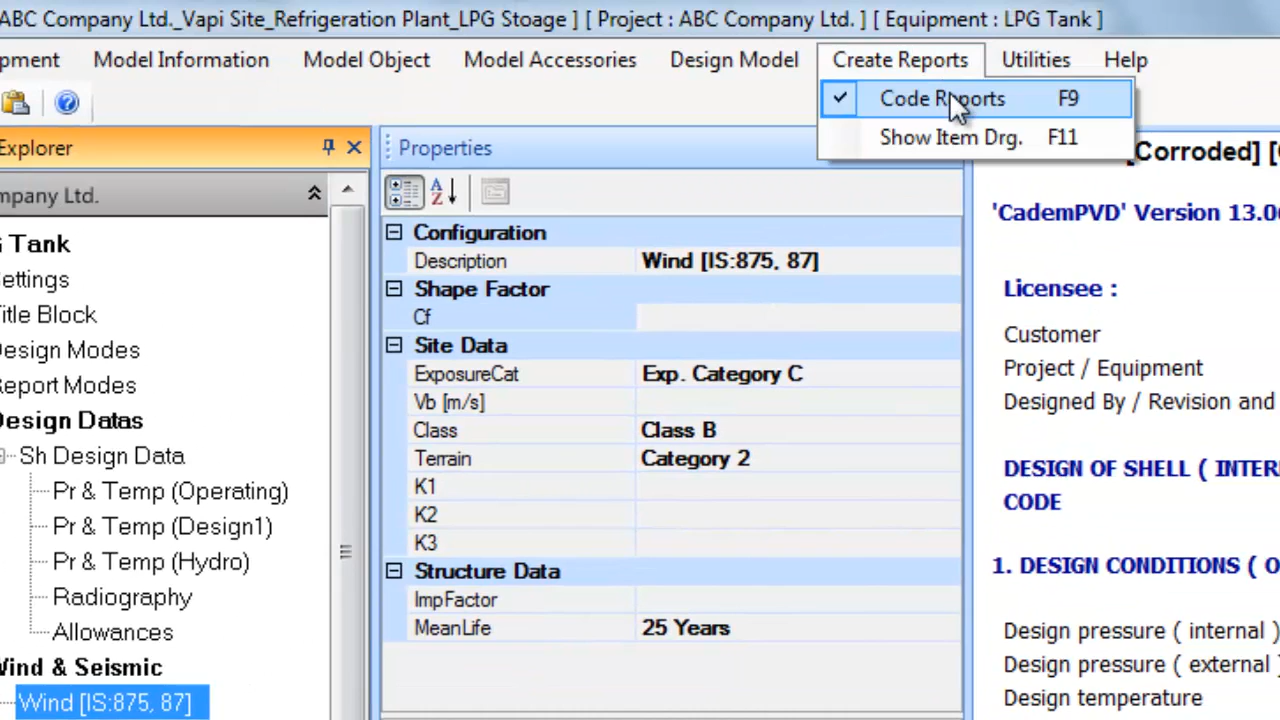 ABC Company Ltd._Vapi Site_Refrigeration Plant_LPG Stoage ] [ Project : ABC Company Ltd. ] [ Equipment : LPG Tank ]
pment Model Information Model Object Model Accessories Design Model Create Reports Utilities Help
Code Reports F9
Show Item Drg. F11
Explorer
mpany Ltd.
G Tank
ettings
itle Block
esign Modes
eport Modes
Design Datas
Sh Design Data
Pr & Temp (Operating)
Pr & Temp (Design1)
Pr & Temp (Hydro)
Radiography
Allowances
Wind & Seismic
Wind [IS:875, 87]
Properties
Configuration
Description Wind [IS:875, 87]
Shape Factor
Cf
Site Data
ExposureCat Exp. Category C
Vb [m/s]
Class Class B
Terrain Category 2
K1
K2
K3
Structure Data
ImpFactor
MeanLife 25 Years
[Corroded] [
'CademPVD' Version 13.0
Licensee :
Customer
Project / Equipment
Designed By / Revision and
DESIGN OF SHELL ( INTER
CODE
1. DESIGN CONDITIONS ( O
Design pressure ( internal )
Design pressure ( external )
Design temperature